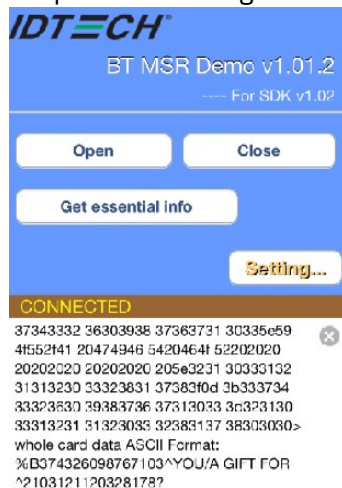 IDTECH®
BT MSR Demo v1.01.2
---- For SDK v1.02
Open
Close
Get essential info
Setting...
CONNECTED
37343332 36303938 37363731 30335e59
4f552f41 20474946 5420464f 52202020
20202020 20202020 205e3231 30333132
31313230 33323831 37383f0d 3b333734
33323630 39383736 37313033 3d323130
33313231 31323033 32383137 38303030>
whole card data ASCII Format:
%B374326098767103^YOU/A GIFT FOR
^2103121120328178?